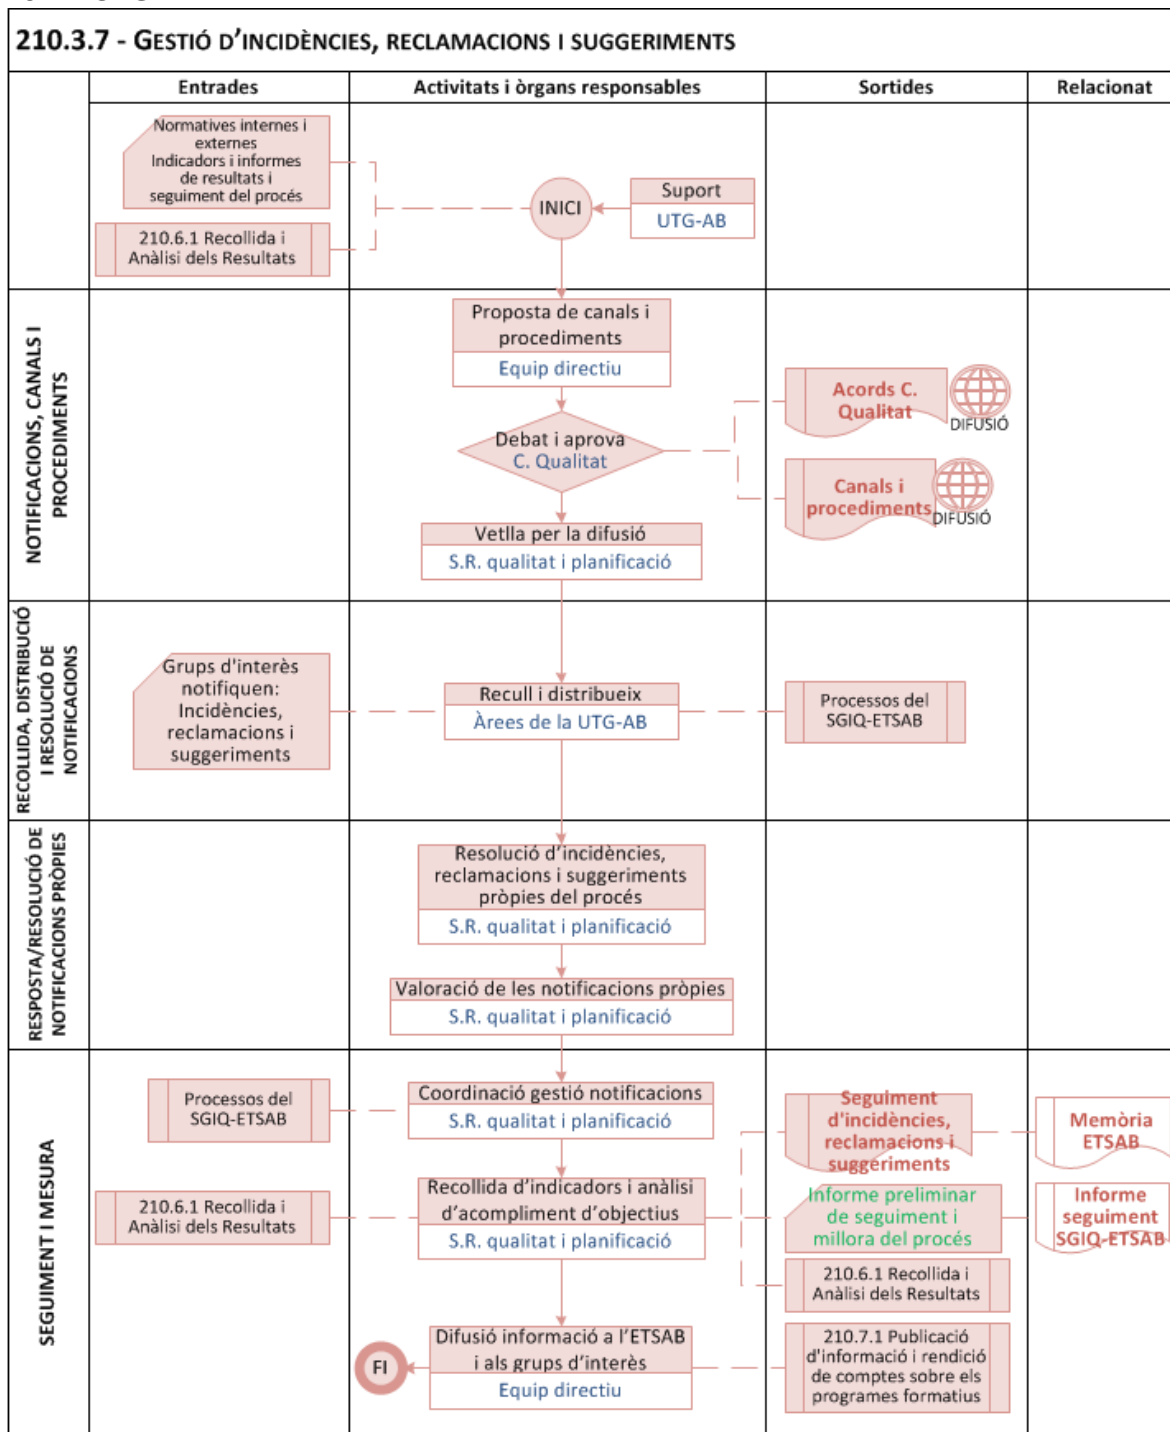 210.3.7 - GESTIÓ D'INCIDÈNCIES, RECLAMACIONS I SUGGERIMENTS
Entrades
Activitats i òrgans responsables
Sortides
Relacionat
Normatives internes i
externes
Indicadors i informes
de resultats i
seguiment del procés
210.6.1 Recollida i
Anàlisi dels Resultats
INICI
Suport
UTG-AB
NOTIFICACIONS, CANALS I
PROCEDIMENTS
Proposta de canals i
procediments
Equip directiu
Debat i aprova
C. Qualitat
Vetlla per la difusió
S.R. qualitat i planificació
Acords C.
Qualitat
DIFUSIÓ
Canals i
procediments
DIFUSIÓ
RECOLLIDA, DISTRIBUCIÓ
I RESOLUCIÓ DE
NOTIFICACIONS
Grups d'interès
notifiquen:
Incidències,
reclamacions i
suggeriments
Recull i distribueix
Àrees de la UTG-AB
Processos del
SGIQ-ETSAB
RESPOSTA/RESOLUCIÓ DE
NOTIFICACIONS PRÒPIES
Resolució d'incidències,
reclamacions i suggeriments
pròpies del procés
S.R. qualitat i planificació
Valoració de les notificacions pròpies
S.R. qualitat i planificació
SEGUIMENT I MESURA
Processos del
SGIQ-ETSAB
210.6.1 Recollida i
Anàlisi dels Resultats
Coordinació gestió notificacions
S.R. qualitat i planificació
Recollida d'indicadors i anàlisi
d'acompliment d'objectius
S.R. qualitat i planificació
Difusió informació a l'ETSAB
i als grups d'interès
Equip directiu
FI
Seguiment
d'incidències,
reclamacions i
suggeriments
Informe preliminar
de seguiment i
millora del procés
210.6.1 Recollida i
Anàlisi dels Resultats
210.7.1 Publicació
d'informació i rendició
de comptes sobre els
programes formatius
Memòria
ETSAB
Informe
seguiment
SGIQ-ETSAB